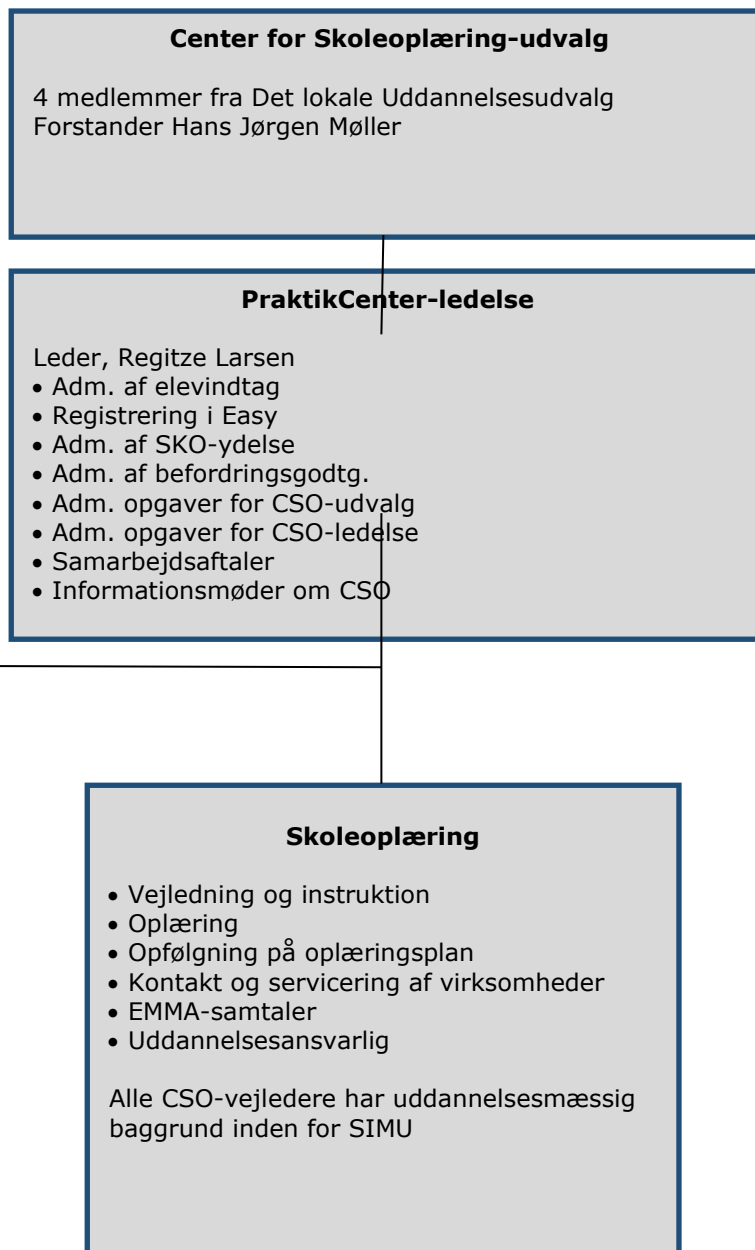 Center for Skoleoplæring-udvalg
4 medlemmer fra Det lokale Uddannelsesudvalg
Forstander Hans Jørgen Møller
PraktikCenter-ledelse
Leder, Regitze Larsen
• Adm. af elevindtag
• Registrering i Easy
• Adm. af SKO-ydelse
• Adm. af befordringsgodtg.
• Adm. opgaver for CSO-udvalg
• Adm. opgaver for CSO-ledelse
• Samarbejdsaftaler
• Informationsmøder om CSO
Skoleoplæring
• Vejledning og instruktion
• Oplæring
• Opfølgning på oplæringsplan
• Kontakt og servicering af virksomheder
• EMMA-samtaler
• Uddannelsesansvarlig
Alle CSO-vejledere har uddannelsesmæssig
baggrund inden for SIMU